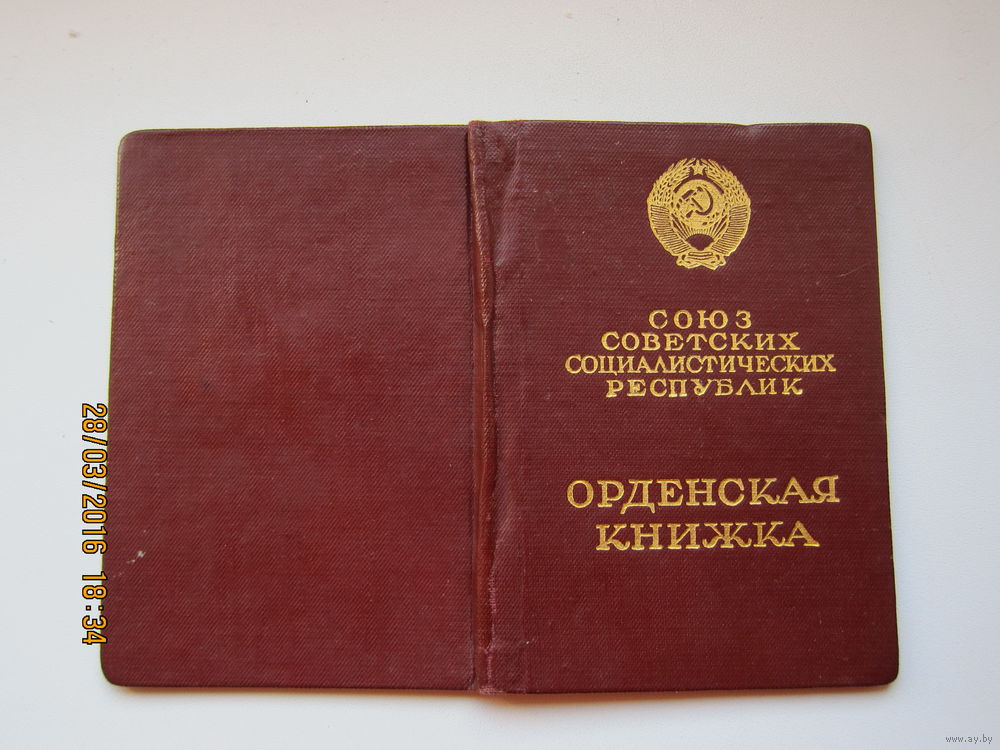 СОЮЗ
СОВЕТСКИХ
СОЦИАЛИСТИЧЕСКИХ
РЕСПУБЛИК
ОРДЕНСКАЯ
КНИЖКА
28/03/2016 18:34
www.ay.by